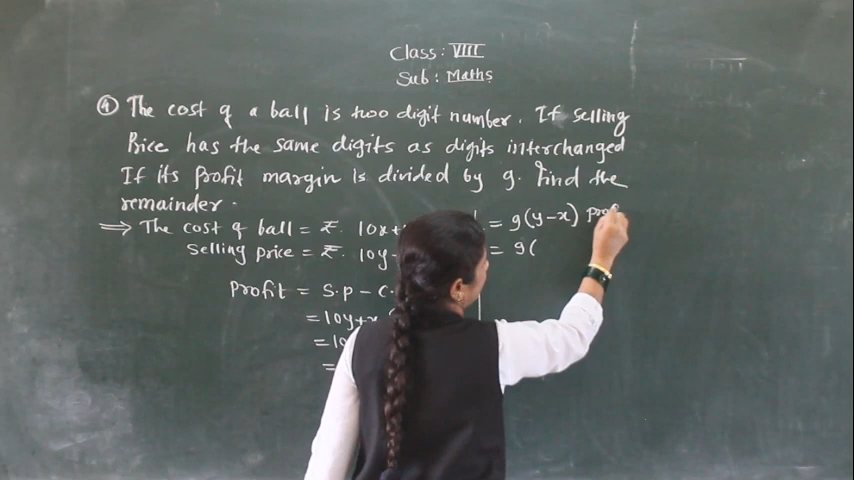 Class: VIII
Sub: Maths
④ The cost of a ball is two digit number. If selling
Price has the same digits as digits interchanged
If its profit margin is divided by 9. Find the
remainder.
⇒ The cost of ball = ₹. 10x+
Selling price = ₹. 10y
Profit = S.p – C.
= 10y+x
= 10
=
= 9(y–x) Prof
= 9(